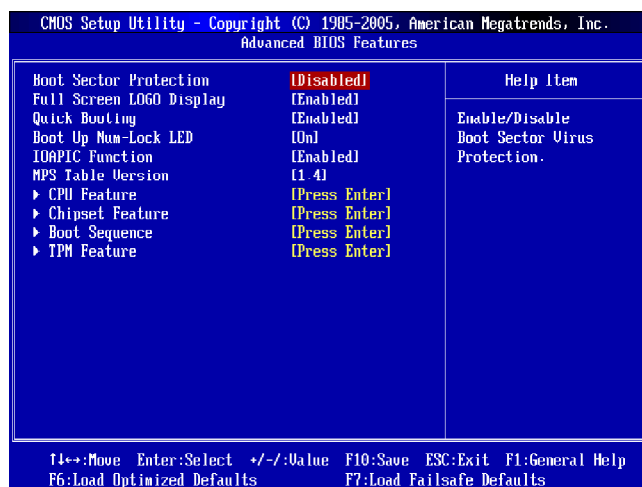 CMOS Setup Utility - Copyright (C) 1985-2005, American Megatrends, Inc.
Advanced BIOS Features
Boot Sector Protection [Disabled]
Full Screen LOGO Display [Enabled]
Quick Booting [Enabled]
Boot Up Num-Lock LED [On]
IOAPIC Function [Enabled]
MPS Table Version [1.4]
► CPU Feature [Press Enter]
► Chipset Feature [Press Enter]
► Boot Sequence [Press Enter]
► TPM Feature [Press Enter]
Help Item
Enable/Disable
Boot Sector Virus
Protection.
↑↓←→:Move Enter:Select +/-/:Value F10:Save ESC:Exit F1:General Help
F6:Load Optimized Defaults F7:Load Failsafe Defaults